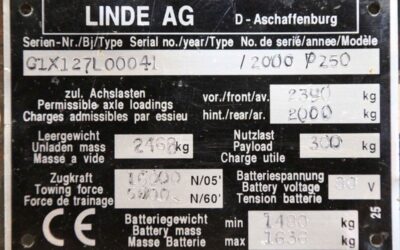 LINDE AG D - Aschaffenburg
Serien-Nr./Bj/Type Serial no./year/Type No. de serié/annee/Modèle
G1X127L00041 /2000 P250
zul. Achslasten
Permissible axle loadings
Charges admissibles par essieu
vor./front/av. kg
hint./rear/ar. 2000 kg
Leergewicht
Unladen mass
Masse a vide
kg
Nutzlast
Payload
Charge utile
300 kg
Zugkraft
Towing force
Force de trainage
N/05'
N/60'
Batteriespannung
Battery voltage
Tension batterie
V
CE
Batteriegewicht
Battery mass
Masse Batterie
min kg
max kg
25